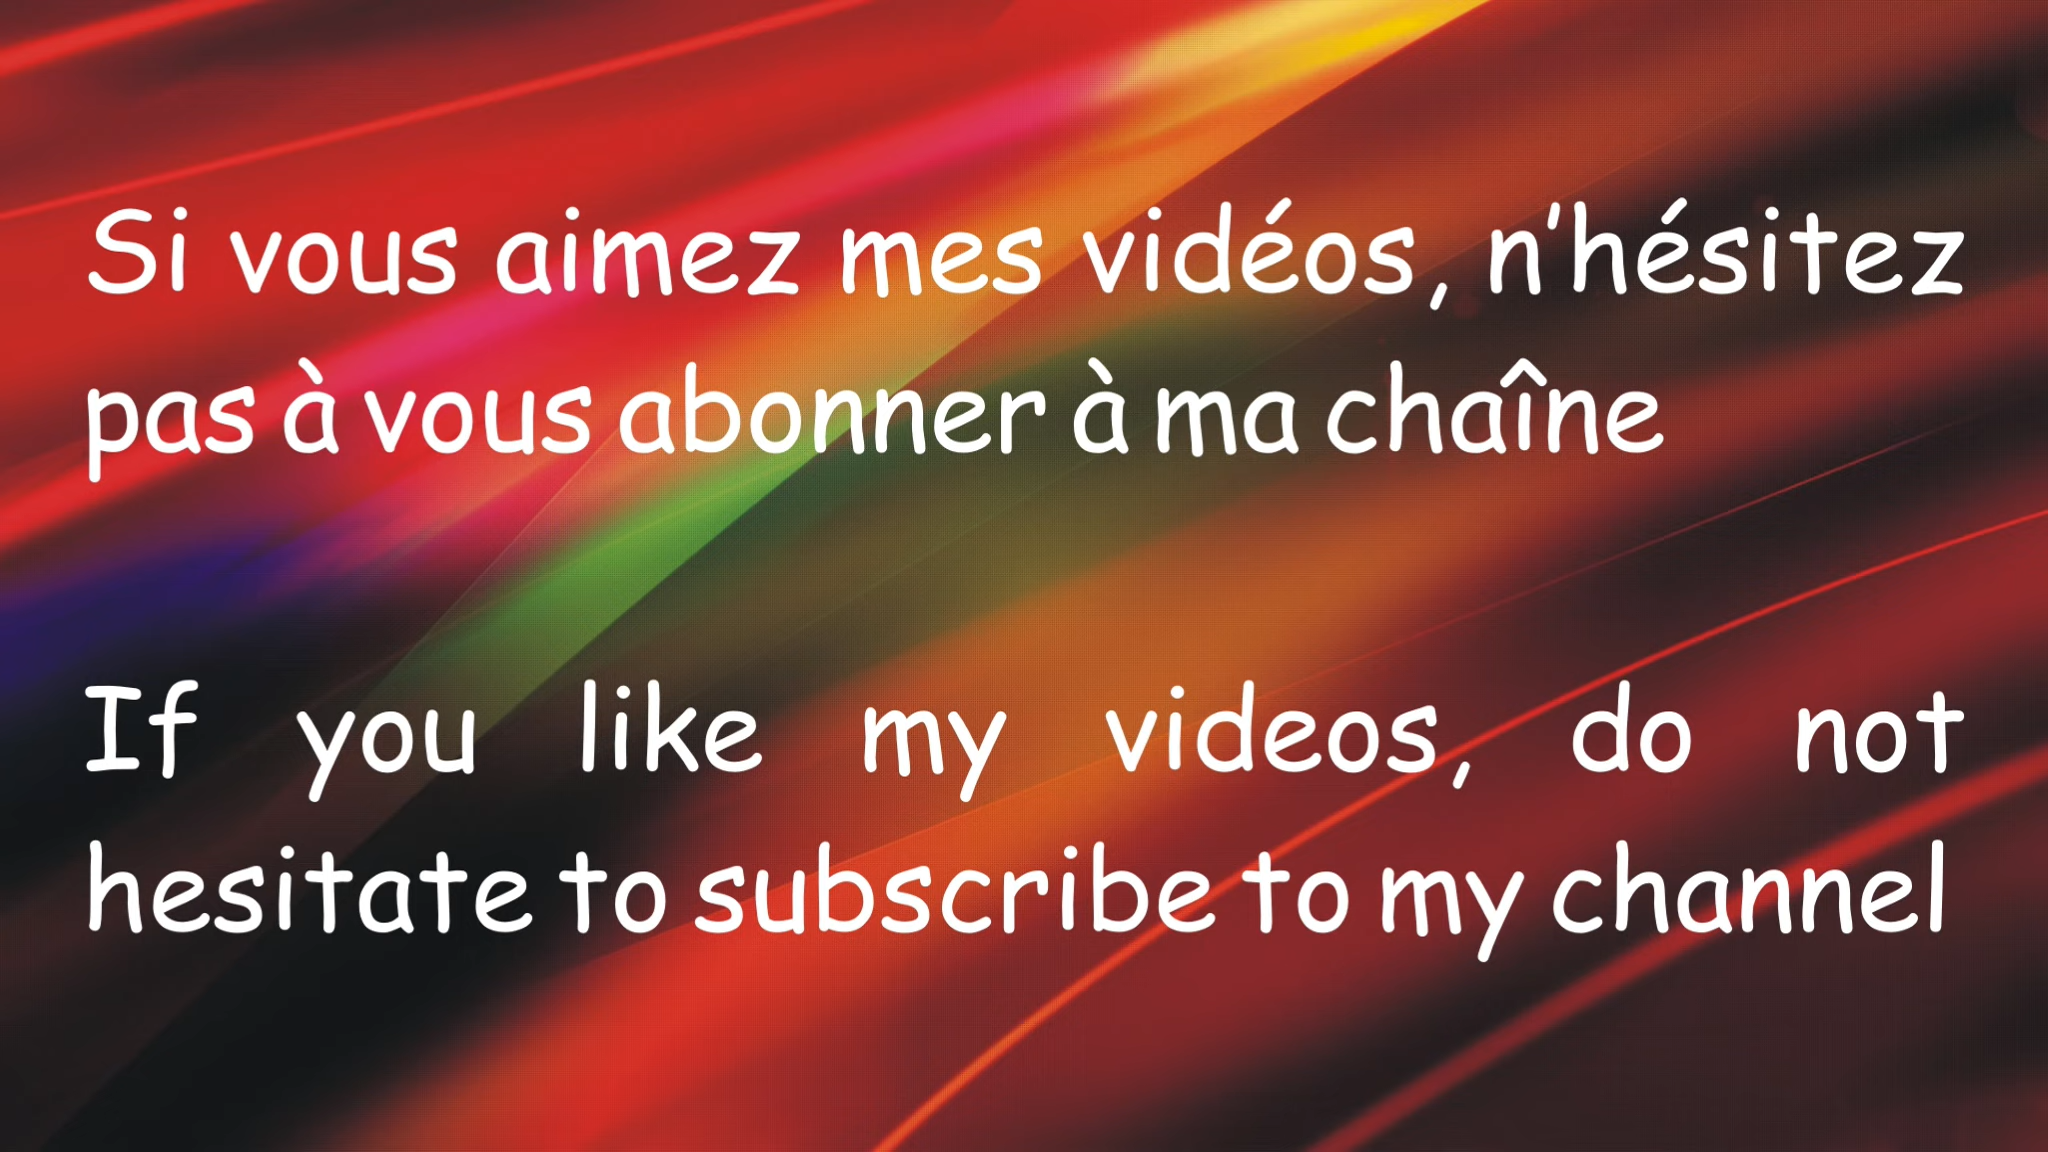 Si vous aimez mes vidéos, n'hésitez
pas à vous abonner à ma chaîne
If you like my videos, do not
hesitate to subscribe to my channel